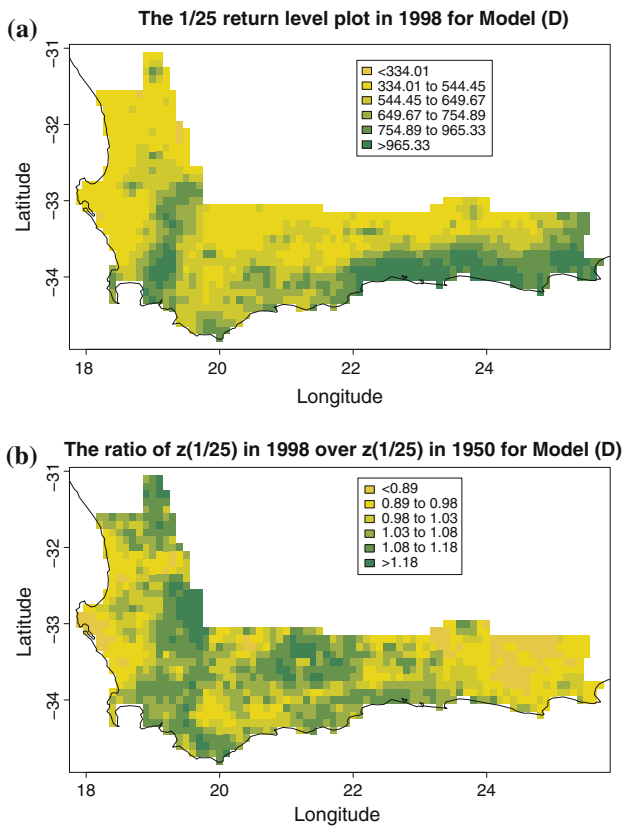 (a)
The 1/25 return level plot in 1998 for Model (D)
-31
-32
-33
-34
Latitude
<334.01
334.01 to 544.45
544.45 to 649.67
649.67 to 754.89
754.89 to 965.33
>965.33
18
20
22
24
Longitude
(b)
The ratio of z(1/25) in 1998 over z(1/25) in 1950 for Model (D)
-31
-32
-33
-34
Latitude
<0.89
0.89 to 0.98
0.98 to 1.03
1.03 to 1.08
1.08 to 1.18
>1.18
18
20
22
24
Longitude